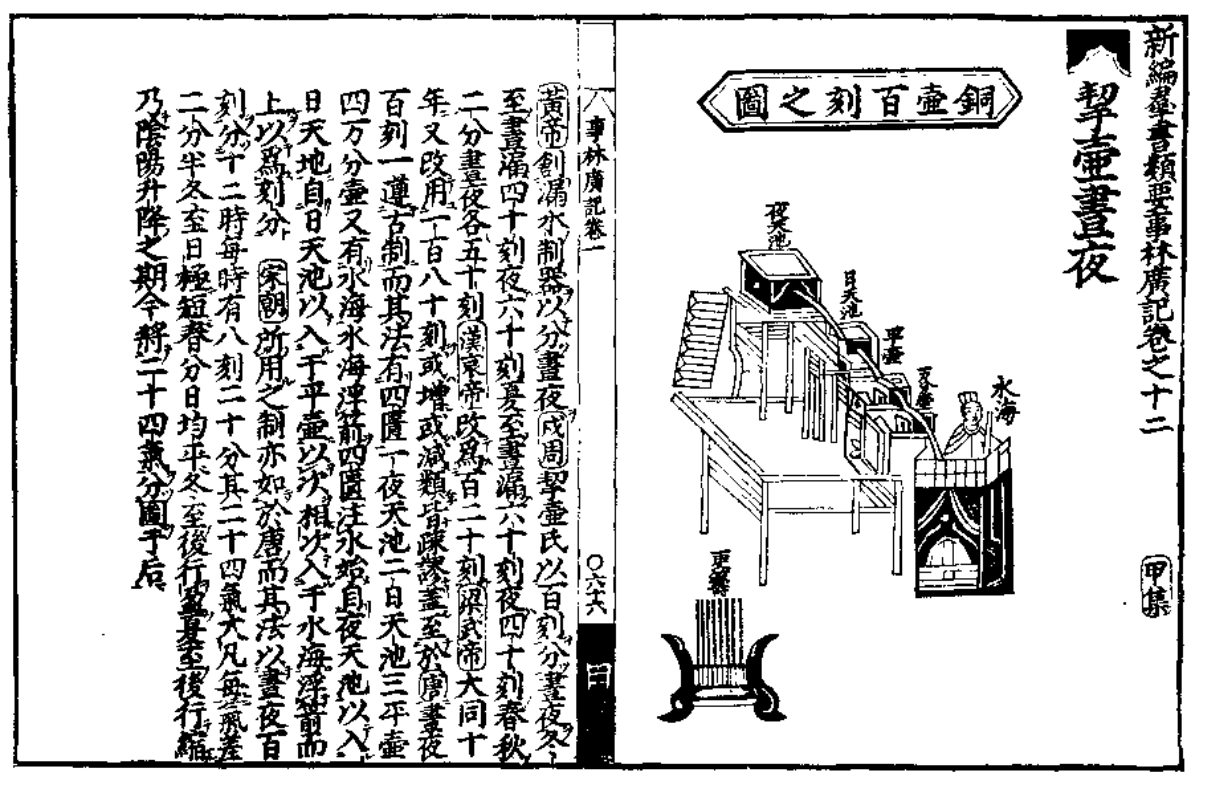 新編羣書類要事林廣記卷之十二
甲集
挈壺晝夜
銅壺百刻之圖
夜天池
日天池
平壺
水海
更籌
事林廣記卷一
〇六十六
黃帝創漏水制器以分晝夜成周挈壺氏以百刻分晝夜冬
至晝漏四十刻夜六十刻夏至晝漏六十刻夜四十刻春秋
二分晝夜各五十刻漢哀帝改爲百二十刻梁武帝大同十
年又改用一百八十刻或增或減類皆疎謬蓋至於唐晝夜
百刻一遵古制而其法有四匱一夜天池二日天池三平壺
四万分壺又有水海水海浮箭四匱注水始自夜天池以入
日天地自日天池以入于平壺以次相次入于水海浮箭而
上以爲刻分宋朝所用之制亦如於唐而其法以晝夜百
刻分十二時每時有八刻二十分其二十四氣大凡每氣差
二分半冬至日極短春分日均平冬至後行盈夏至後行縮
乃陰陽升降之期今將二十四氣分圖于后